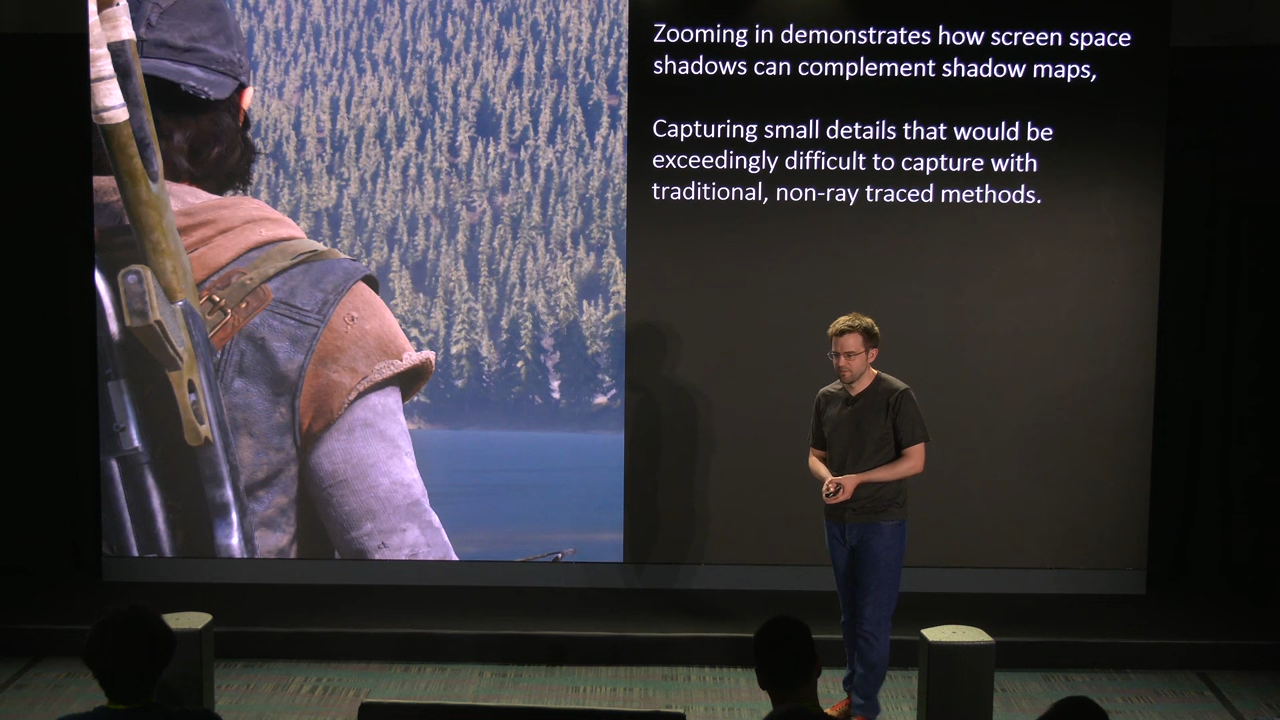 Zooming in demonstrates how screen space
shadows can complement shadow maps,
Capturing small details that would be
exceedingly difficult to capture with
traditional, non-ray traced methods.